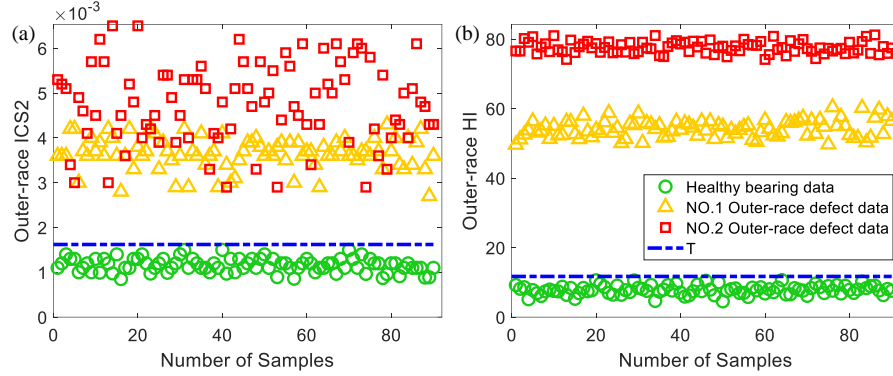 (a)
×10⁻³
6
5
4
3
2
1
0
0
20
40
60
80
Outer-race ICS2
Number of Samples
(b)
80
60
40
20
0
0
20
40
60
80
Outer-race HI
Number of Samples
Healthy bearing data
NO.1 Outer-race defect data
NO.2 Outer-race defect data
T